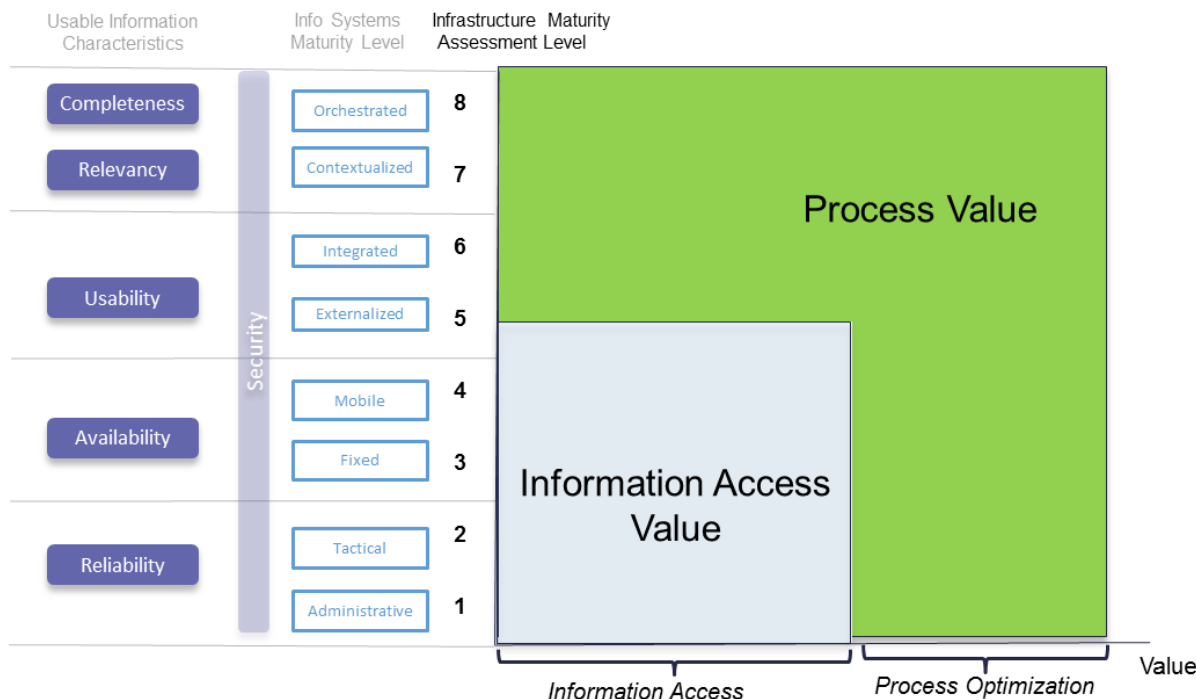 Usable Information
Characteristics
Info Systems
Maturity Level
Infrastructure Maturity
Assessment Level
Completeness
Orchestrated
8
Relevancy
Contextualized
7
Process Value
Integrated
6
Usability
Externalized
5
Security
Mobile
4
Availability
Fixed
3
Information Access
Value
Tactical
2
Reliability
Administrative
1
Value
Information Access
Process Optimization